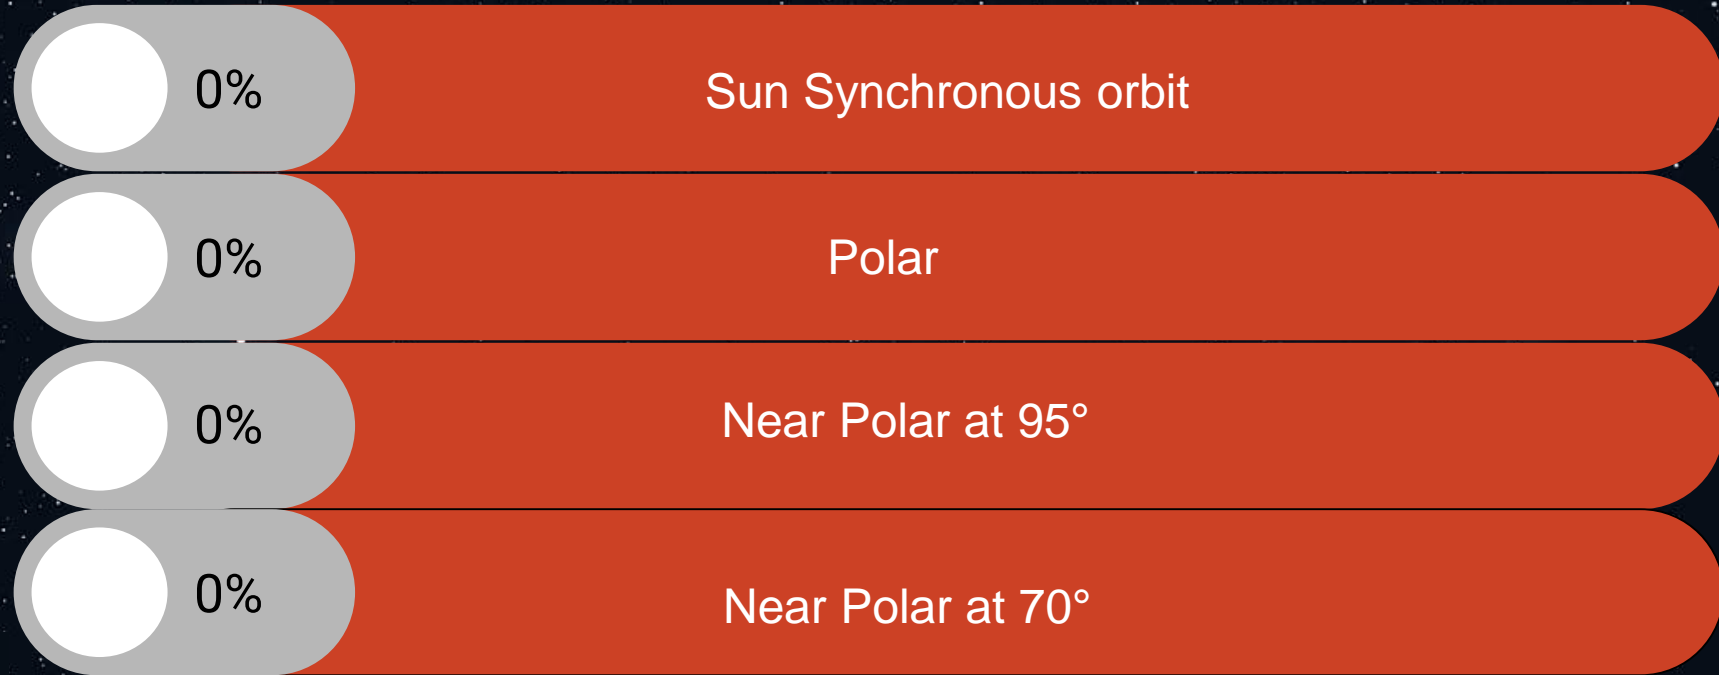 0% Sun Synchronous orbit
0% Polar
0% Near Polar at 95°
0% Near Polar at 70°